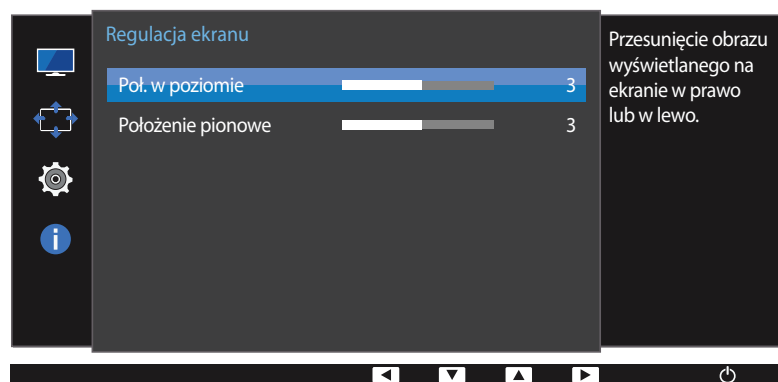 Regulacja ekranu
Poł. w poziomie 3
Położenie pionowe 3
Przesunięcie obrazu
wyświetlanego na
ekranie w prawo
lub w lewo.